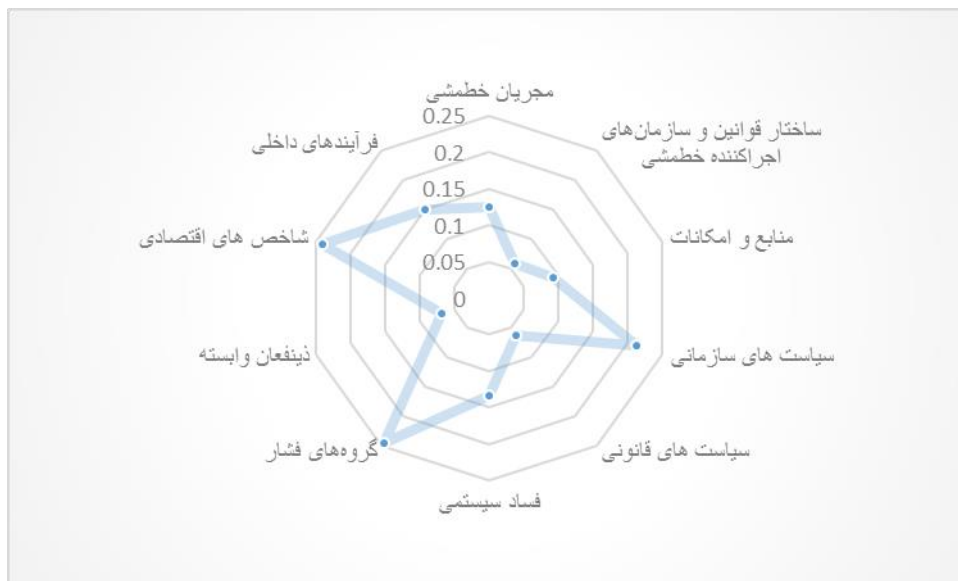 مجریان خطمشی
0.25
0.2
0.15
0.1
0.05
0
ساختار قوانین و سازمان‌های
اجراکننده خطمشی
منابع و امکانات
سیاست های سازمانی
سیاست های قانونی
فساد سیستمی
گروه‌های فشار
ذینفعان وابسته
شاخص های اقتصادی
فرآیندهای داخلی